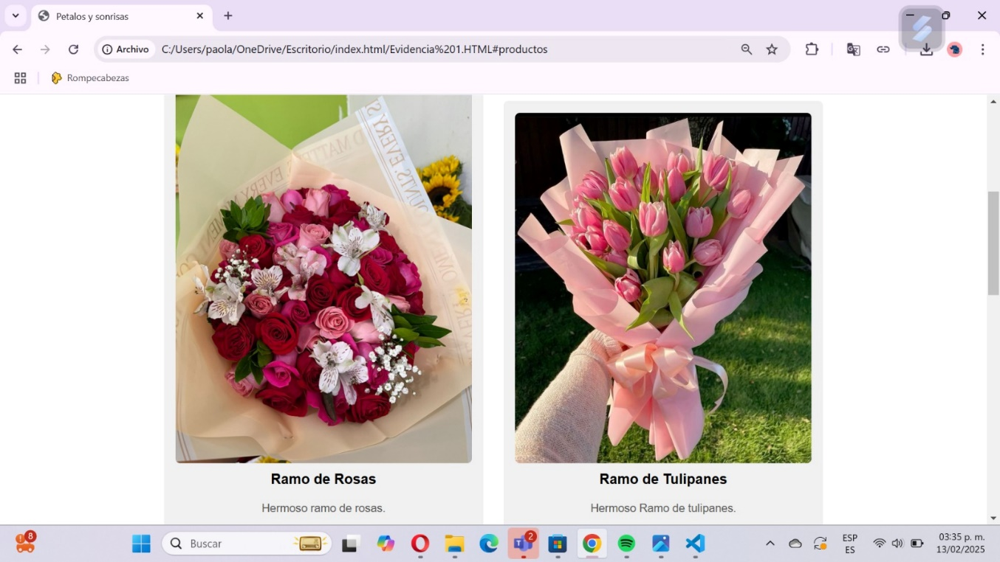 Petalos y sonrisas
Archivo
C:/Users/paola/OneDrive/Escritorio/index.html/Evidencia%201.HTML#productos
Rompecabezas
EVERY
Ramo de Rosas
Ramo de Tulipanes
Hermoso ramo de rosas.
Hermoso Ramo de tulipanes.
8
Buscar
2
ESP
ES
03:35 p. m.
13/02/2025